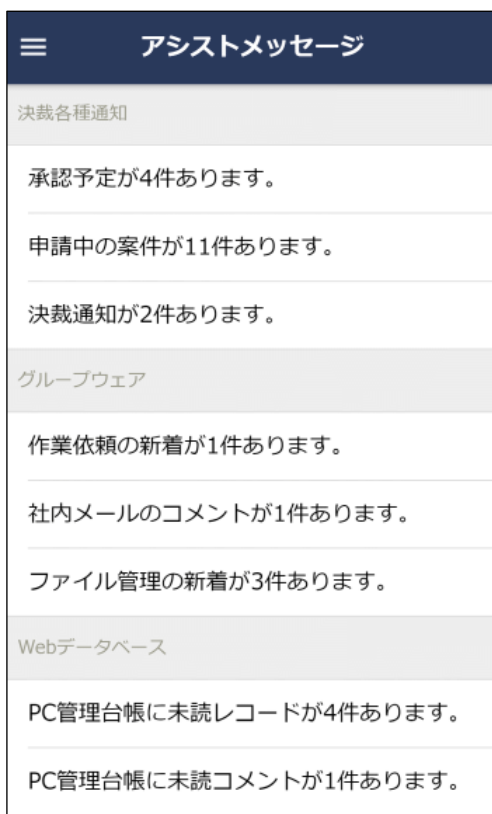 アシストメッセージ
決裁各種通知
承認予定が4件あります。
申請中の案件が11件あります。
決裁通知が2件あります。
グループウェア
作業依頼の新着が1件あります。
社内メールのコメントが1件あります。
ファイル管理の新着が3件あります。
Webデータベース
PC管理台帳に未読レコードが4件あります。
PC管理台帳に未読コメントが1件あります。